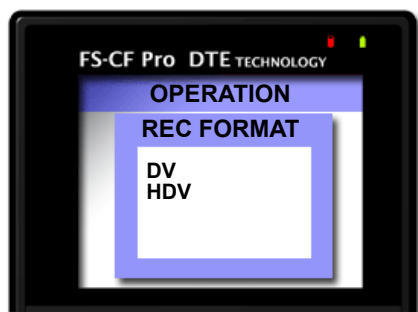 FS-CF Pro DTE TECHNOLOGY
OPERATION
REC FORMAT
DV
HDV